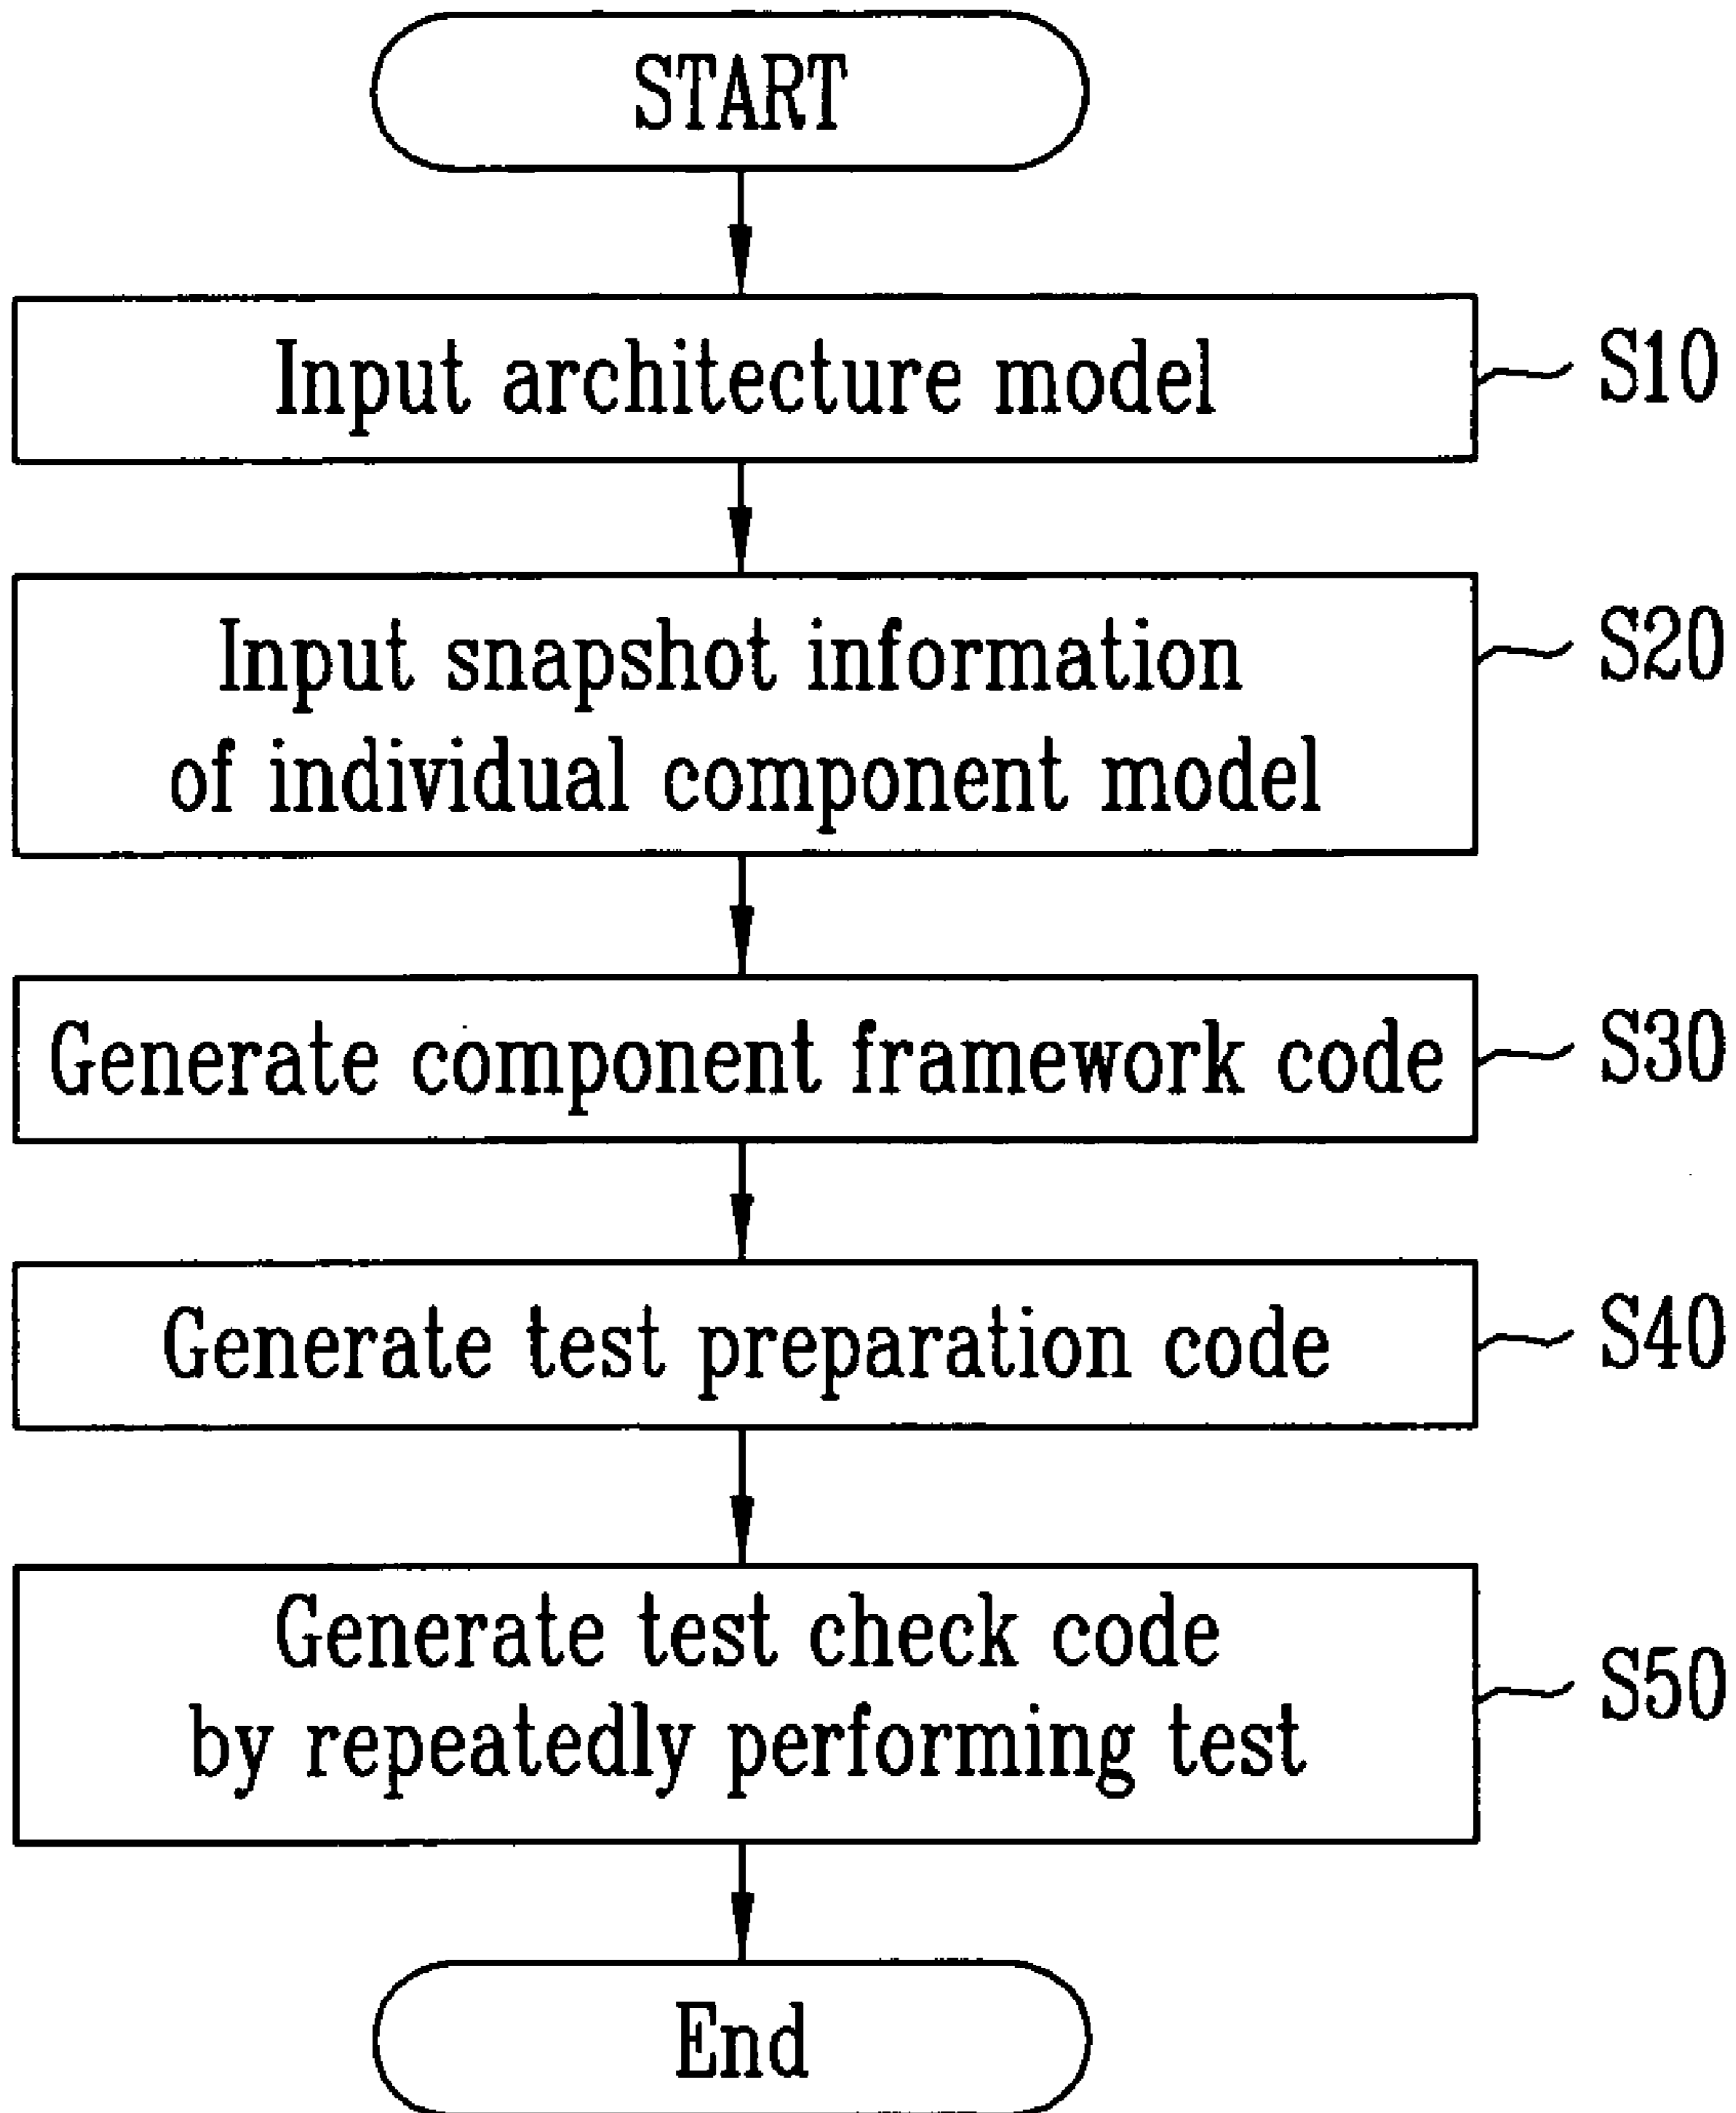 START
Input architecture model
S10
Input snapshot information
of individual component model
S20
Generate component framework code
S30
Generate test preparation code
S40
Generate test check code
by repeatedly performing test
S50
End